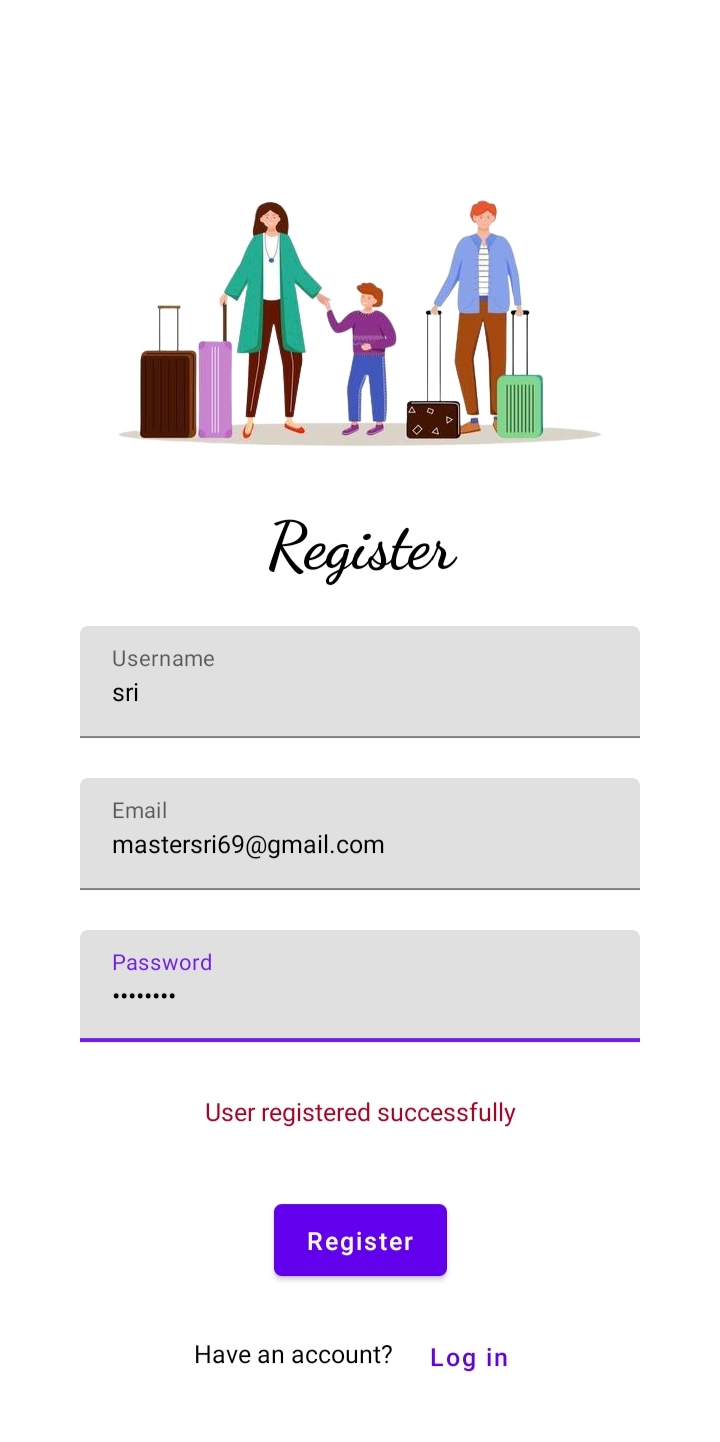 Register
Username
sri
Email
mastersri69@gmail.com
Password
••••••••
User registered successfully
Register
Have an account? Log in